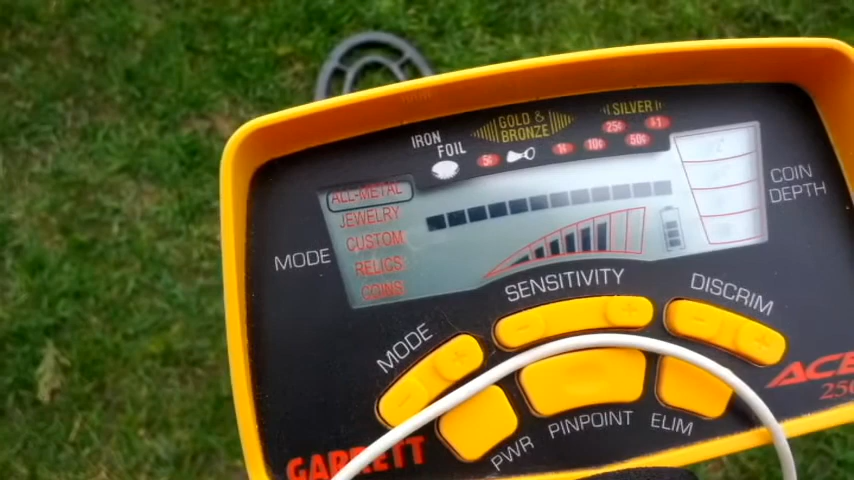 IRON
FOIL
GOLD &
BRONZE
SILVER
5¢
1¢
10¢
25¢
50¢
$1
ALL-METAL
JEWELRY
CUSTOM
RELICS
COINS
MODE
COIN
DEPTH
SENSITIVITY
DISCRIM
MODE
- +
- +
- +
PWR
PINPOINT
ELIM
GARRETT
ACE
250